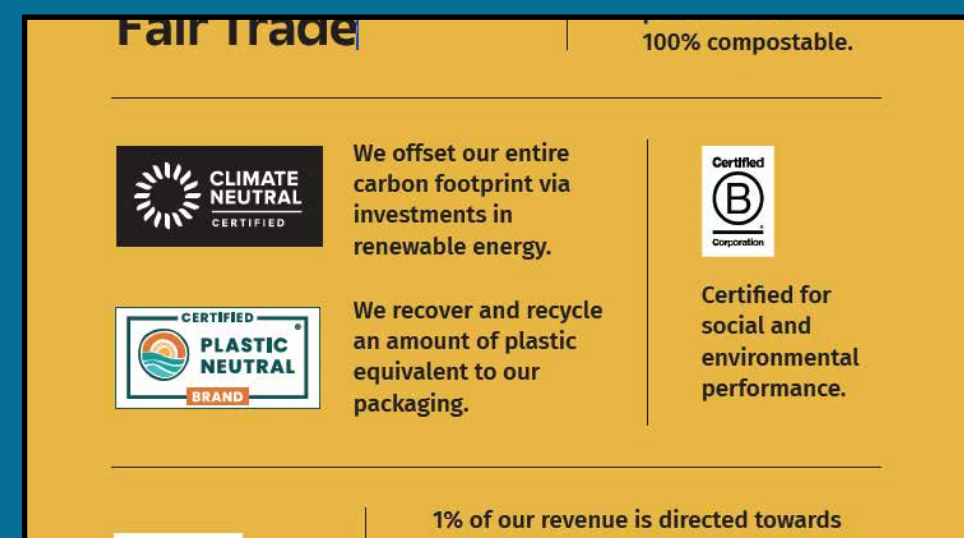 Fair Trade
100% compostable.
CLIMATE
NEUTRAL
CERTIFIED
We offset our entire
carbon footprint via
investments in
renewable energy.
CERTIFIED
®
PLASTIC
NEUTRAL
BRAND
We recover and recycle
an amount of plastic
equivalent to our
packaging.
Certified
B
®
Corporation
Certified for
social and
environmental
performance.
1% of our revenue is directed towards